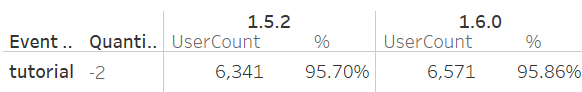 1.5.2 1.6.0
Event .. Quanti.. UserCount % UserCount %
tutorial -2 6,341 95.70% 6,571 95.86%